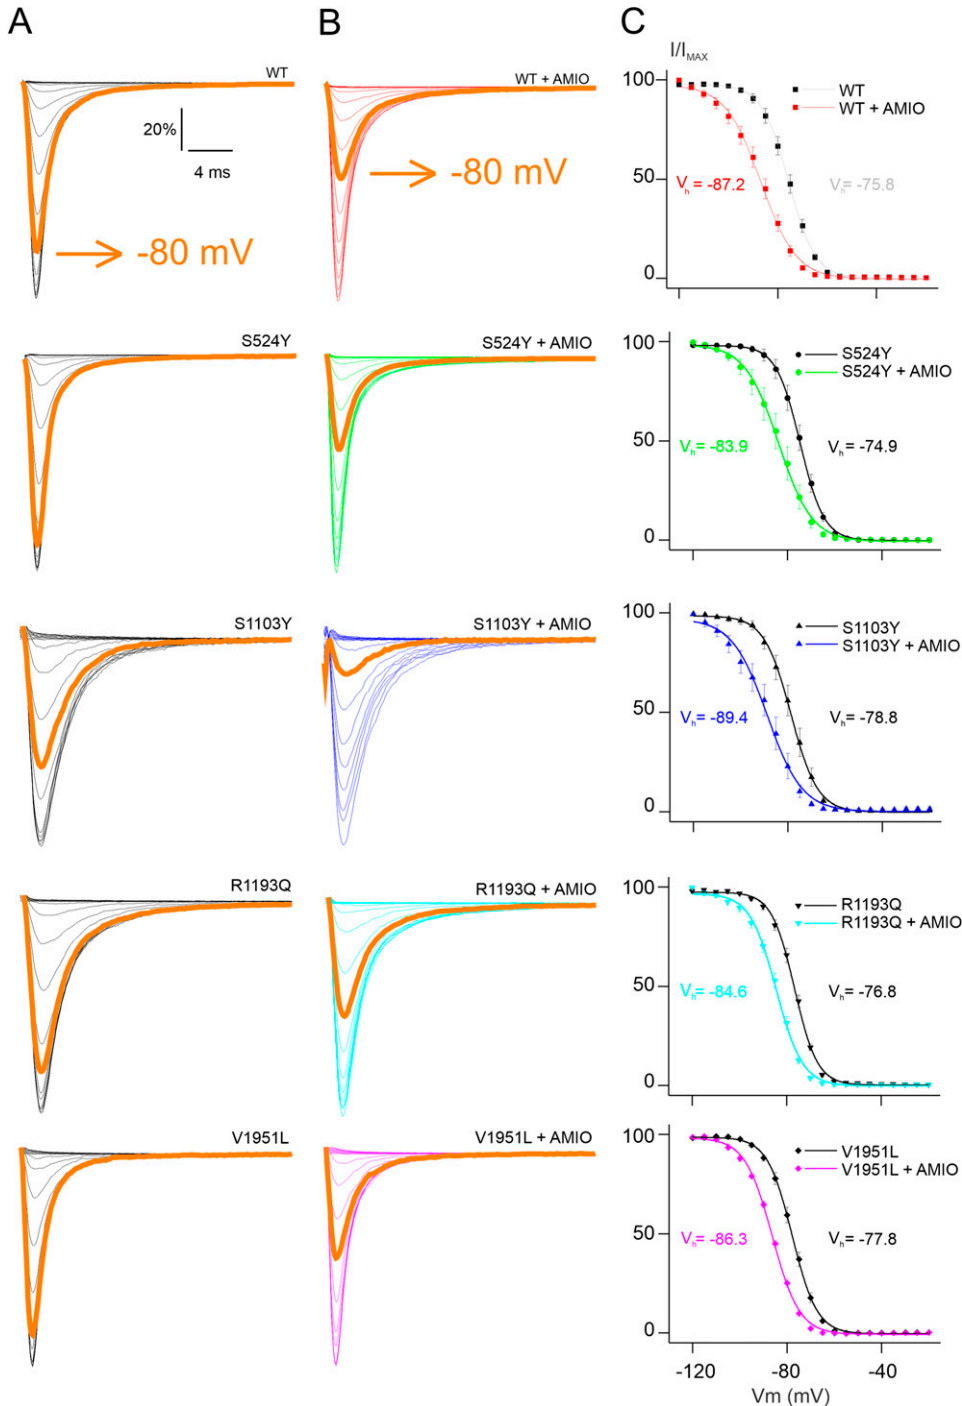 A
B
C
WT
20%
4 ms
-80 mV
WT + AMIO
-80 mV
I/IMAX
100
50
0
WT
WT + AMIO
Vh= -87.2
Vh= -75.8
S524Y
S524Y + AMIO
100
50
0
S524Y
S524Y + AMIO
Vh= -83.9
Vh= -74.9
S1103Y
S1103Y + AMIO
100
50
0
S1103Y
S1103Y + AMIO
Vh= -89.4
Vh= -78.8
R1193Q
R1193Q + AMIO
100
50
0
R1193Q
R1193Q + AMIO
Vh= -84.6
Vh= -76.8
V1951L
V1951L + AMIO
100
50
0
V1951L
V1951L + AMIO
Vh= -86.3
Vh= -77.8
-120
-80
-40
Vm (mV)